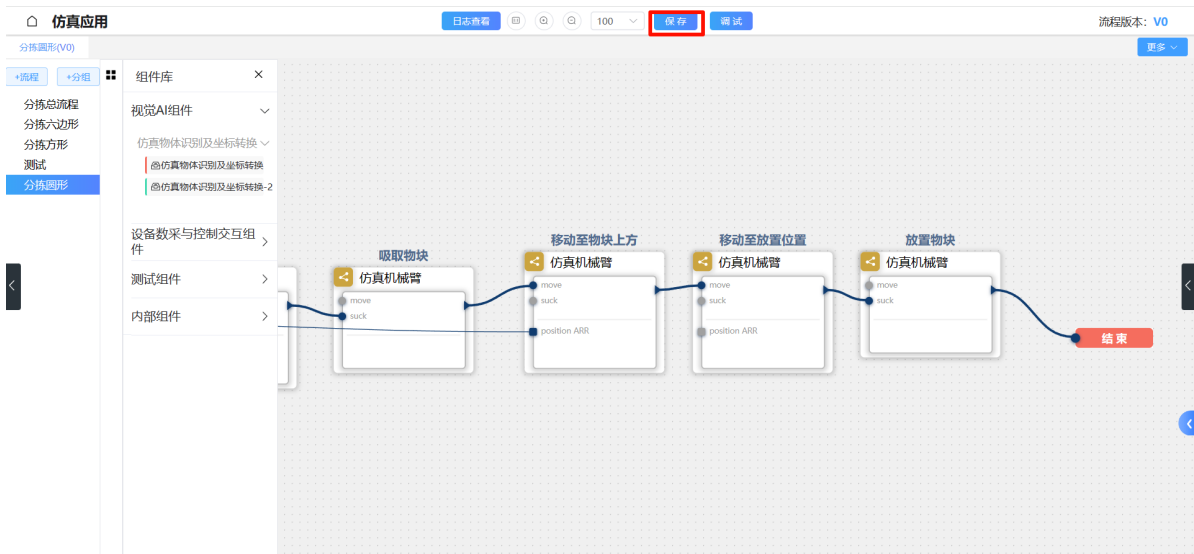 仿真应用
日志查看
100
保存
调试
流程版本：V0
分拣圆形(V0)
更多
+流程
+分组
分拣总流程
分拣六边形
分拣方形
测试
分拣圆形
组件库
视觉AI组件
仿真物体识别及坐标转换
仿真物体识别及坐标转换
仿真物体识别及坐标转换-2
设备数采与控制交互组
件
测试组件
内部组件
吸取物块
仿真机械臂
move
suck
移动至物块上方
仿真机械臂
move
suck
position ARR
移动至放置位置
仿真机械臂
move
suck
position ARR
放置物块
仿真机械臂
move
suck
结束